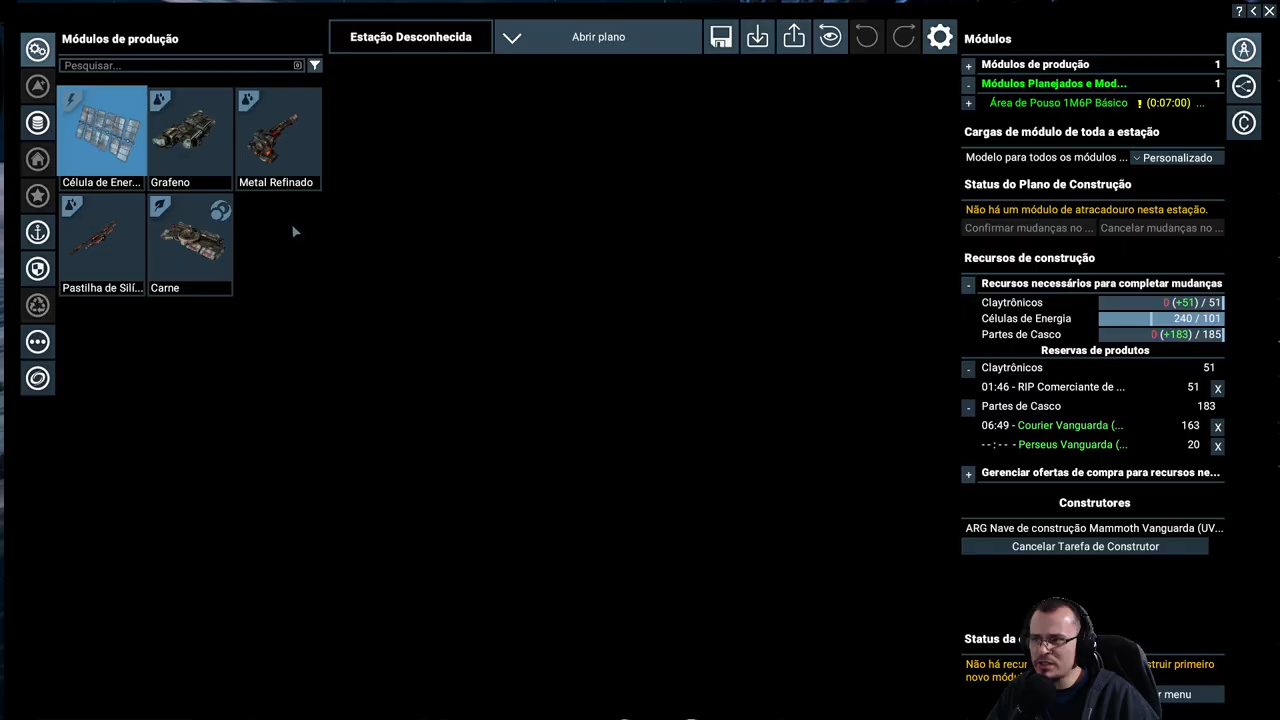 ? < X
Módulos de produção
Pesquisar...
Célula de Ener...
Grafeno
Metal Refinado
Pastilha de Silí...
Carne
Estação Desconhecida
Abrir plano
Módulos
+ Módulos de produção 1
- Módulos Planejados e Mod... 1
+ Área de Pouso 1M6P Básico ! (0:07:00) ...
Cargas de módulo de toda a estação
Modelo para todos os módulos ... Personalizado
Status do Plano de Construção
Não há um módulo de atracadouro nesta estação.
Confirmar mudanças no ... Cancelar mudanças no ...
Recursos de construção
- Recursos necessários para completar mudanças
Claytrônicos 0 (+51) / 51
Células de Energia 240 / 101
Partes de Casco 0 (+183) / 185
Reservas de produtos
- Claytrônicos 51
01:46 - RIP Comerciante de ... 51 X
- Partes de Casco 183
06:49 - Courier Vanguarda (... 163 X
--:-- - Perseus Vanguarda (... 20 X
+ Gerenciar ofertas de compra para recursos ne...
Construtores
ARG Nave de construção Mammoth Vanguarda (UV...
Cancelar Tarefa de Construtor
Status da
Não há recur struir primeiro
novo módu
r menu